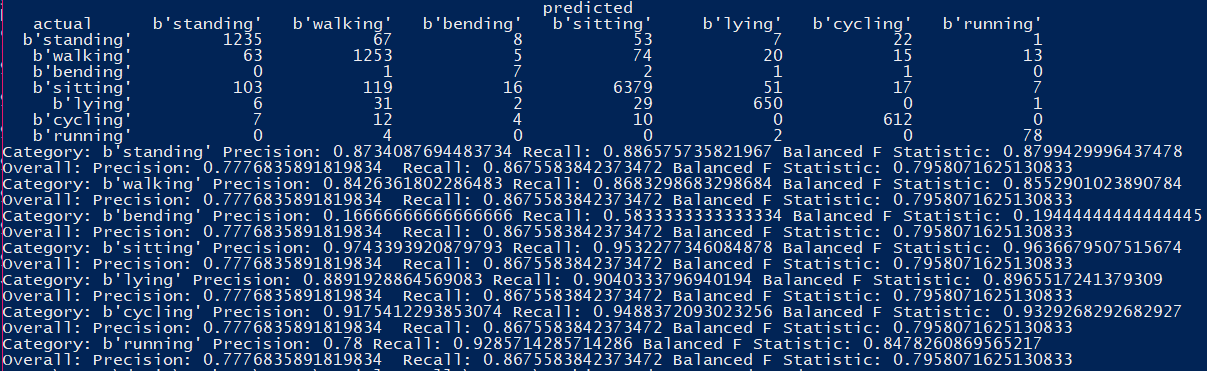 predicted
actual b'standing' b'walking' b'bending' b'sitting' b'lying' b'cycling' b'running'
b'standing' 1235 67 8 53 7 22 1
b'walking' 63 1253 5 74 20 15 13
b'bending' 0 1 7 2 1 1 0
b'sitting' 103 119 16 6379 51 17 7
b'lying' 6 31 2 29 650 0 1
b'cycling' 7 12 4 10 0 612 0
b'running' 0 4 0 0 2 0 78
Category: b'standing' Precision: 0.8734087694483734 Recall: 0.886575735821967 Balanced F Statistic: 0.8799429996437478
Overall: Precision: 0.7776835891819834  Recall: 0.8675583842373472 Balanced F Statistic: 0.7958071625130833
Category: b'walking' Precision: 0.8426361802286483 Recall: 0.8683298683298684 Balanced F Statistic: 0.8552901023890784
Overall: Precision: 0.7776835891819834  Recall: 0.8675583842373472 Balanced F Statistic: 0.7958071625130833
Category: b'bending' Precision: 0.16666666666666666 Recall: 0.5833333333333334 Balanced F Statistic: 0.19444444444444445
Overall: Precision: 0.7776835891819834  Recall: 0.8675583842373472 Balanced F Statistic: 0.7958071625130833
Category: b'sitting' Precision: 0.9743393920879793 Recall: 0.9532277346084878 Balanced F Statistic: 0.9636679507515674
Overall: Precision: 0.7776835891819834  Recall: 0.8675583842373472 Balanced F Statistic: 0.7958071625130833
Category: b'lying' Precision: 0.8891928864569083 Recall: 0.9040333796940194 Balanced F Statistic: 0.8965517241379309
Overall: Precision: 0.7776835891819834  Recall: 0.8675583842373472 Balanced F Statistic: 0.7958071625130833
Category: b'cycling' Precision: 0.9175412293853074 Recall: 0.9488372093023256 Balanced F Statistic: 0.9329268292682927
Overall: Precision: 0.7776835891819834  Recall: 0.8675583842373472 Balanced F Statistic: 0.7958071625130833
Category: b'running' Precision: 0.78 Recall: 0.9285714285714286 Balanced F Statistic: 0.8478260869565217
Overall: Precision: 0.7776835891819834  Recall: 0.8675583842373472 Balanced F Statistic: 0.7958071625130833